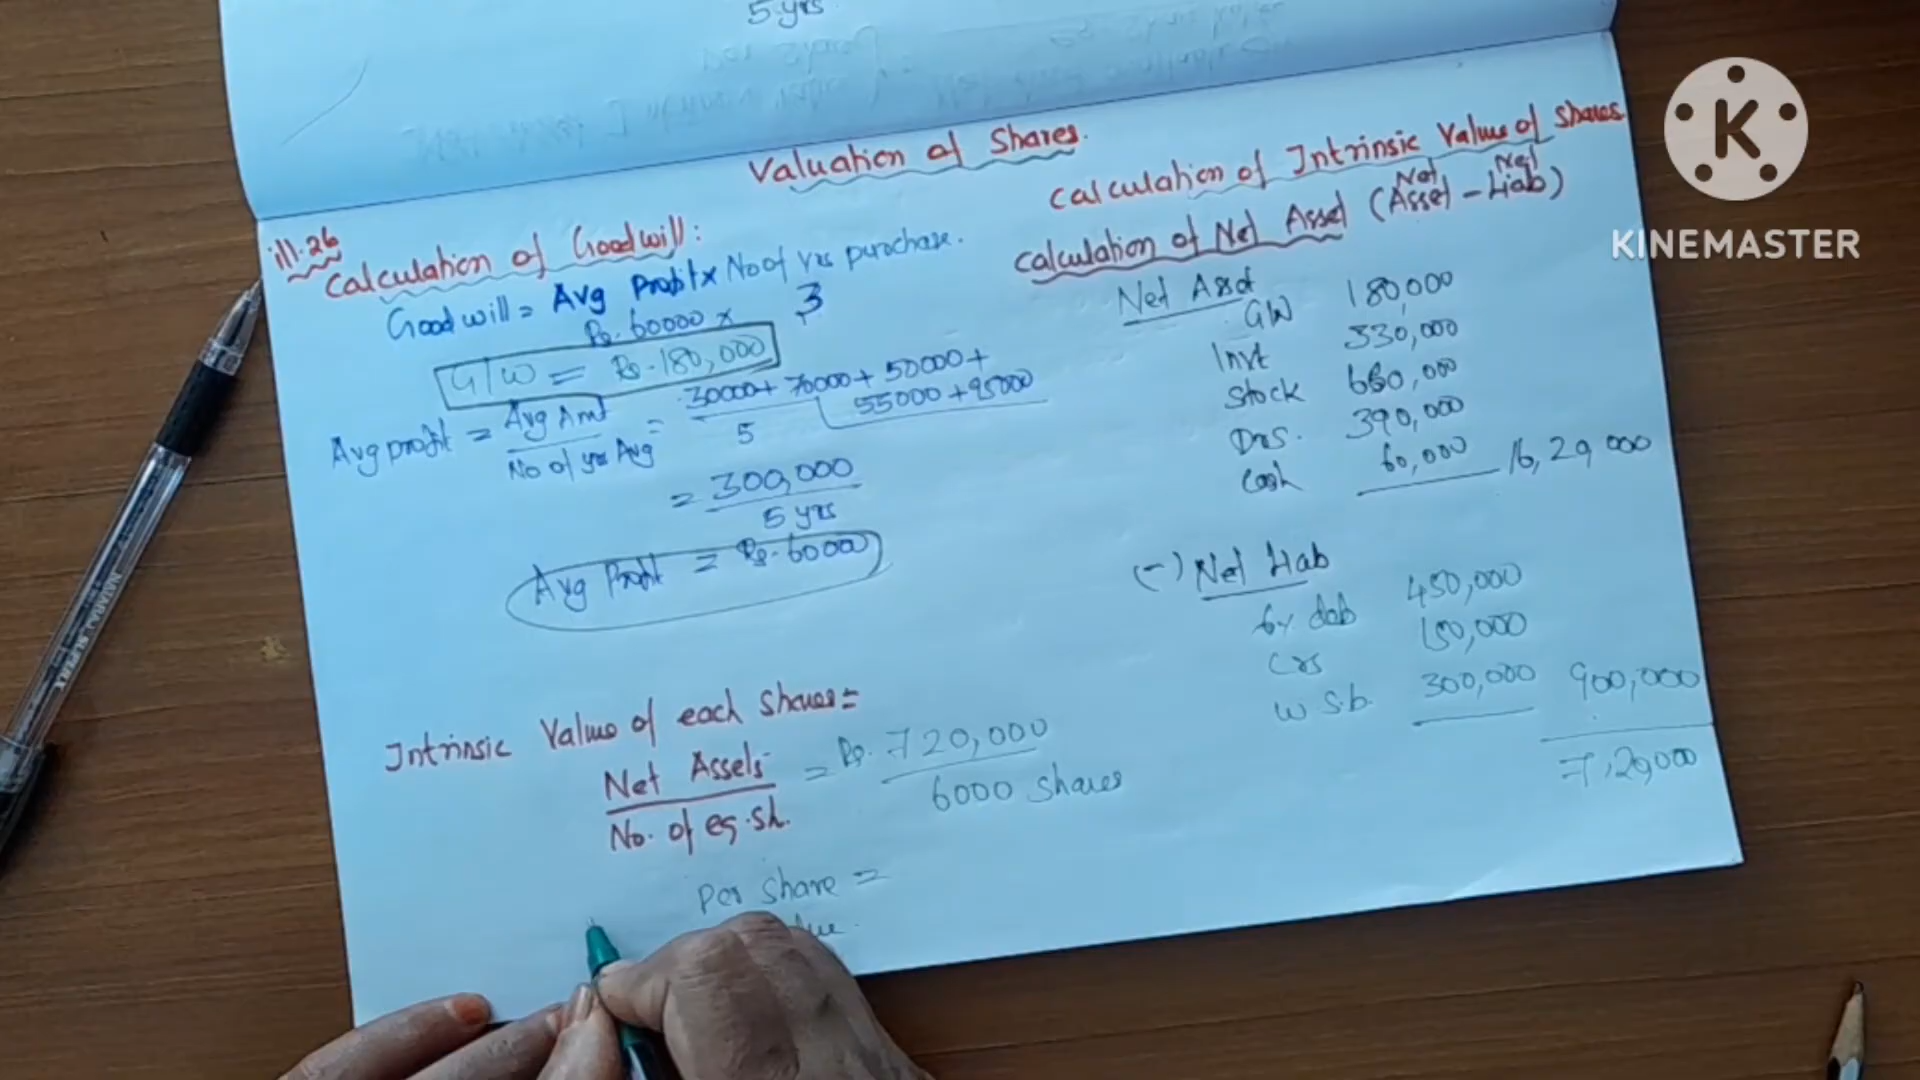 5 yrs
Valuation of Shares.
ill.26
Calculation of Goodwill:
Goodwill = Avg Profit x No of yrs purchase.
Rs. 60000 x 3
G/W = Rs. 180,000
Avg profit = Avg Amt = 30000 + 70000 + 50000 +
55000 + 95000
No of yrs Avg 5
= 300,000
5 yrs
Avg Profit = Rs. 60000
Intrinsic Value of each Shares =
Net Assets = Rs. 720,000
No. of eq. sh. 6000 Shares
Per Share =
Calculation of Intrinsic Value of Shares
Net Net
Calculation of Net Asset (Asset - Liab)
Net Asset
GW 180,000
Invt 330,000
Stock 660,000
Drs. 390,000
Cash 60,000 16,20,000
(-) Net Liab
6% deb 450,000
Crs 150,000
W S.b. 300,000 900,000
7,20,000
K
KINEMASTER